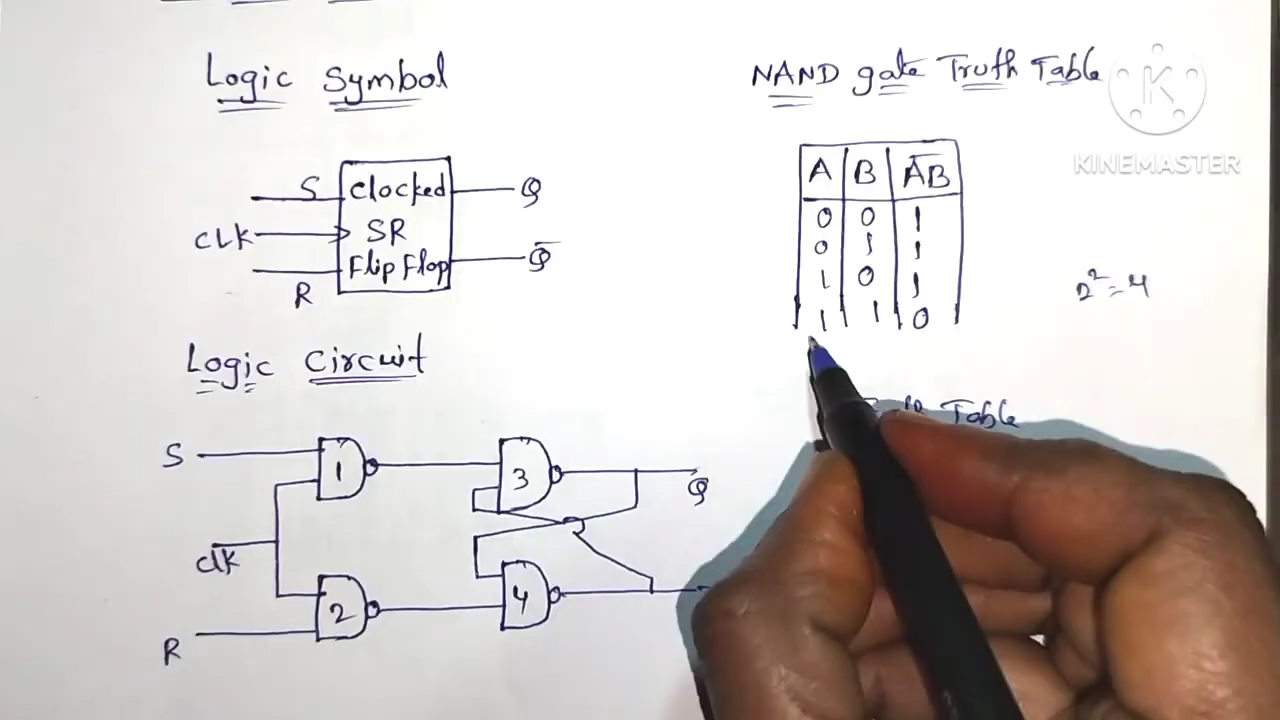 Logic Symbol
S
CLK
R
Clocked
SR
Flip Flop
Q
Q̅
Logic Circuit
S
clk
R
1
2
3
4
Q
NAND gate Truth Table
A B A̅B̅
0 0 1
0 1 1
1 0 1
1 1 0
2² = 4
Table
KINEMASTER